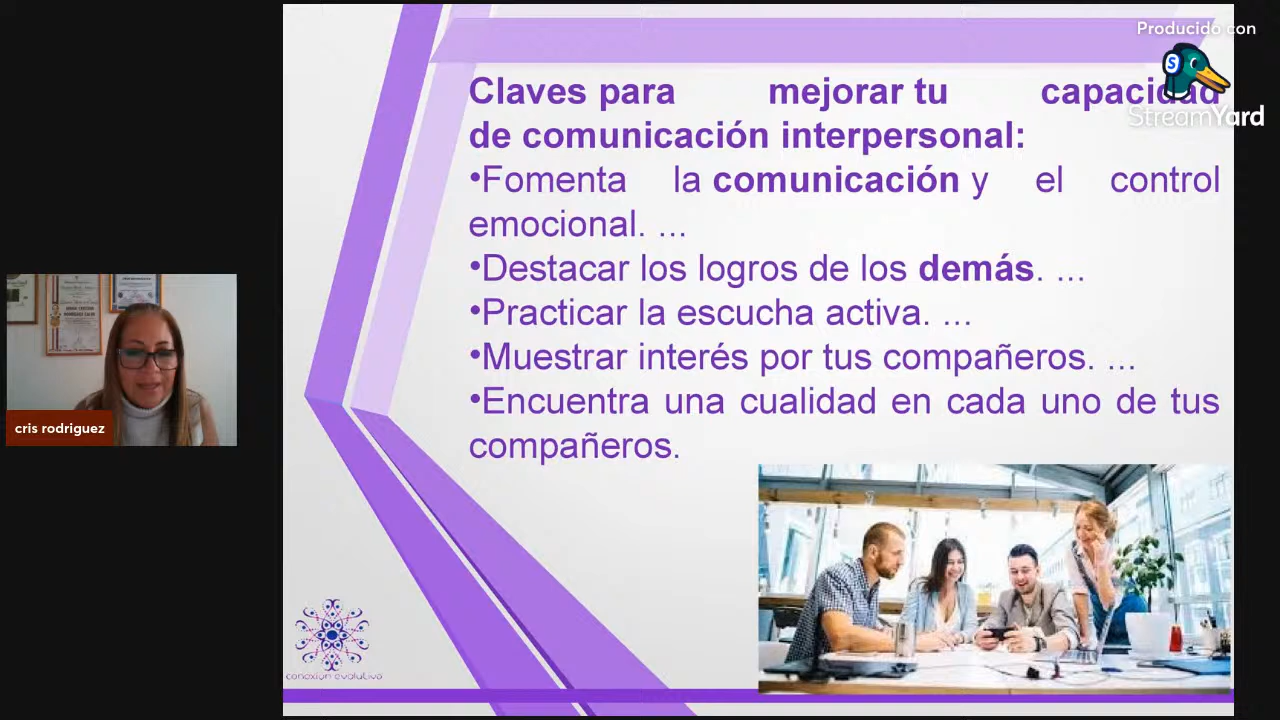 Producido con
StreamYard
Claves para mejorar tu capacidad
de comunicación interpersonal:
•Fomenta la comunicación y el control
emocional. ...
•Destacar los logros de los demás. ...
•Practicar la escucha activa. ...
•Muestrar interés por tus compañeros. ...
•Encuentra una cualidad en cada uno de tus
compañeros.
cris rodriguez
conexion evolutiva